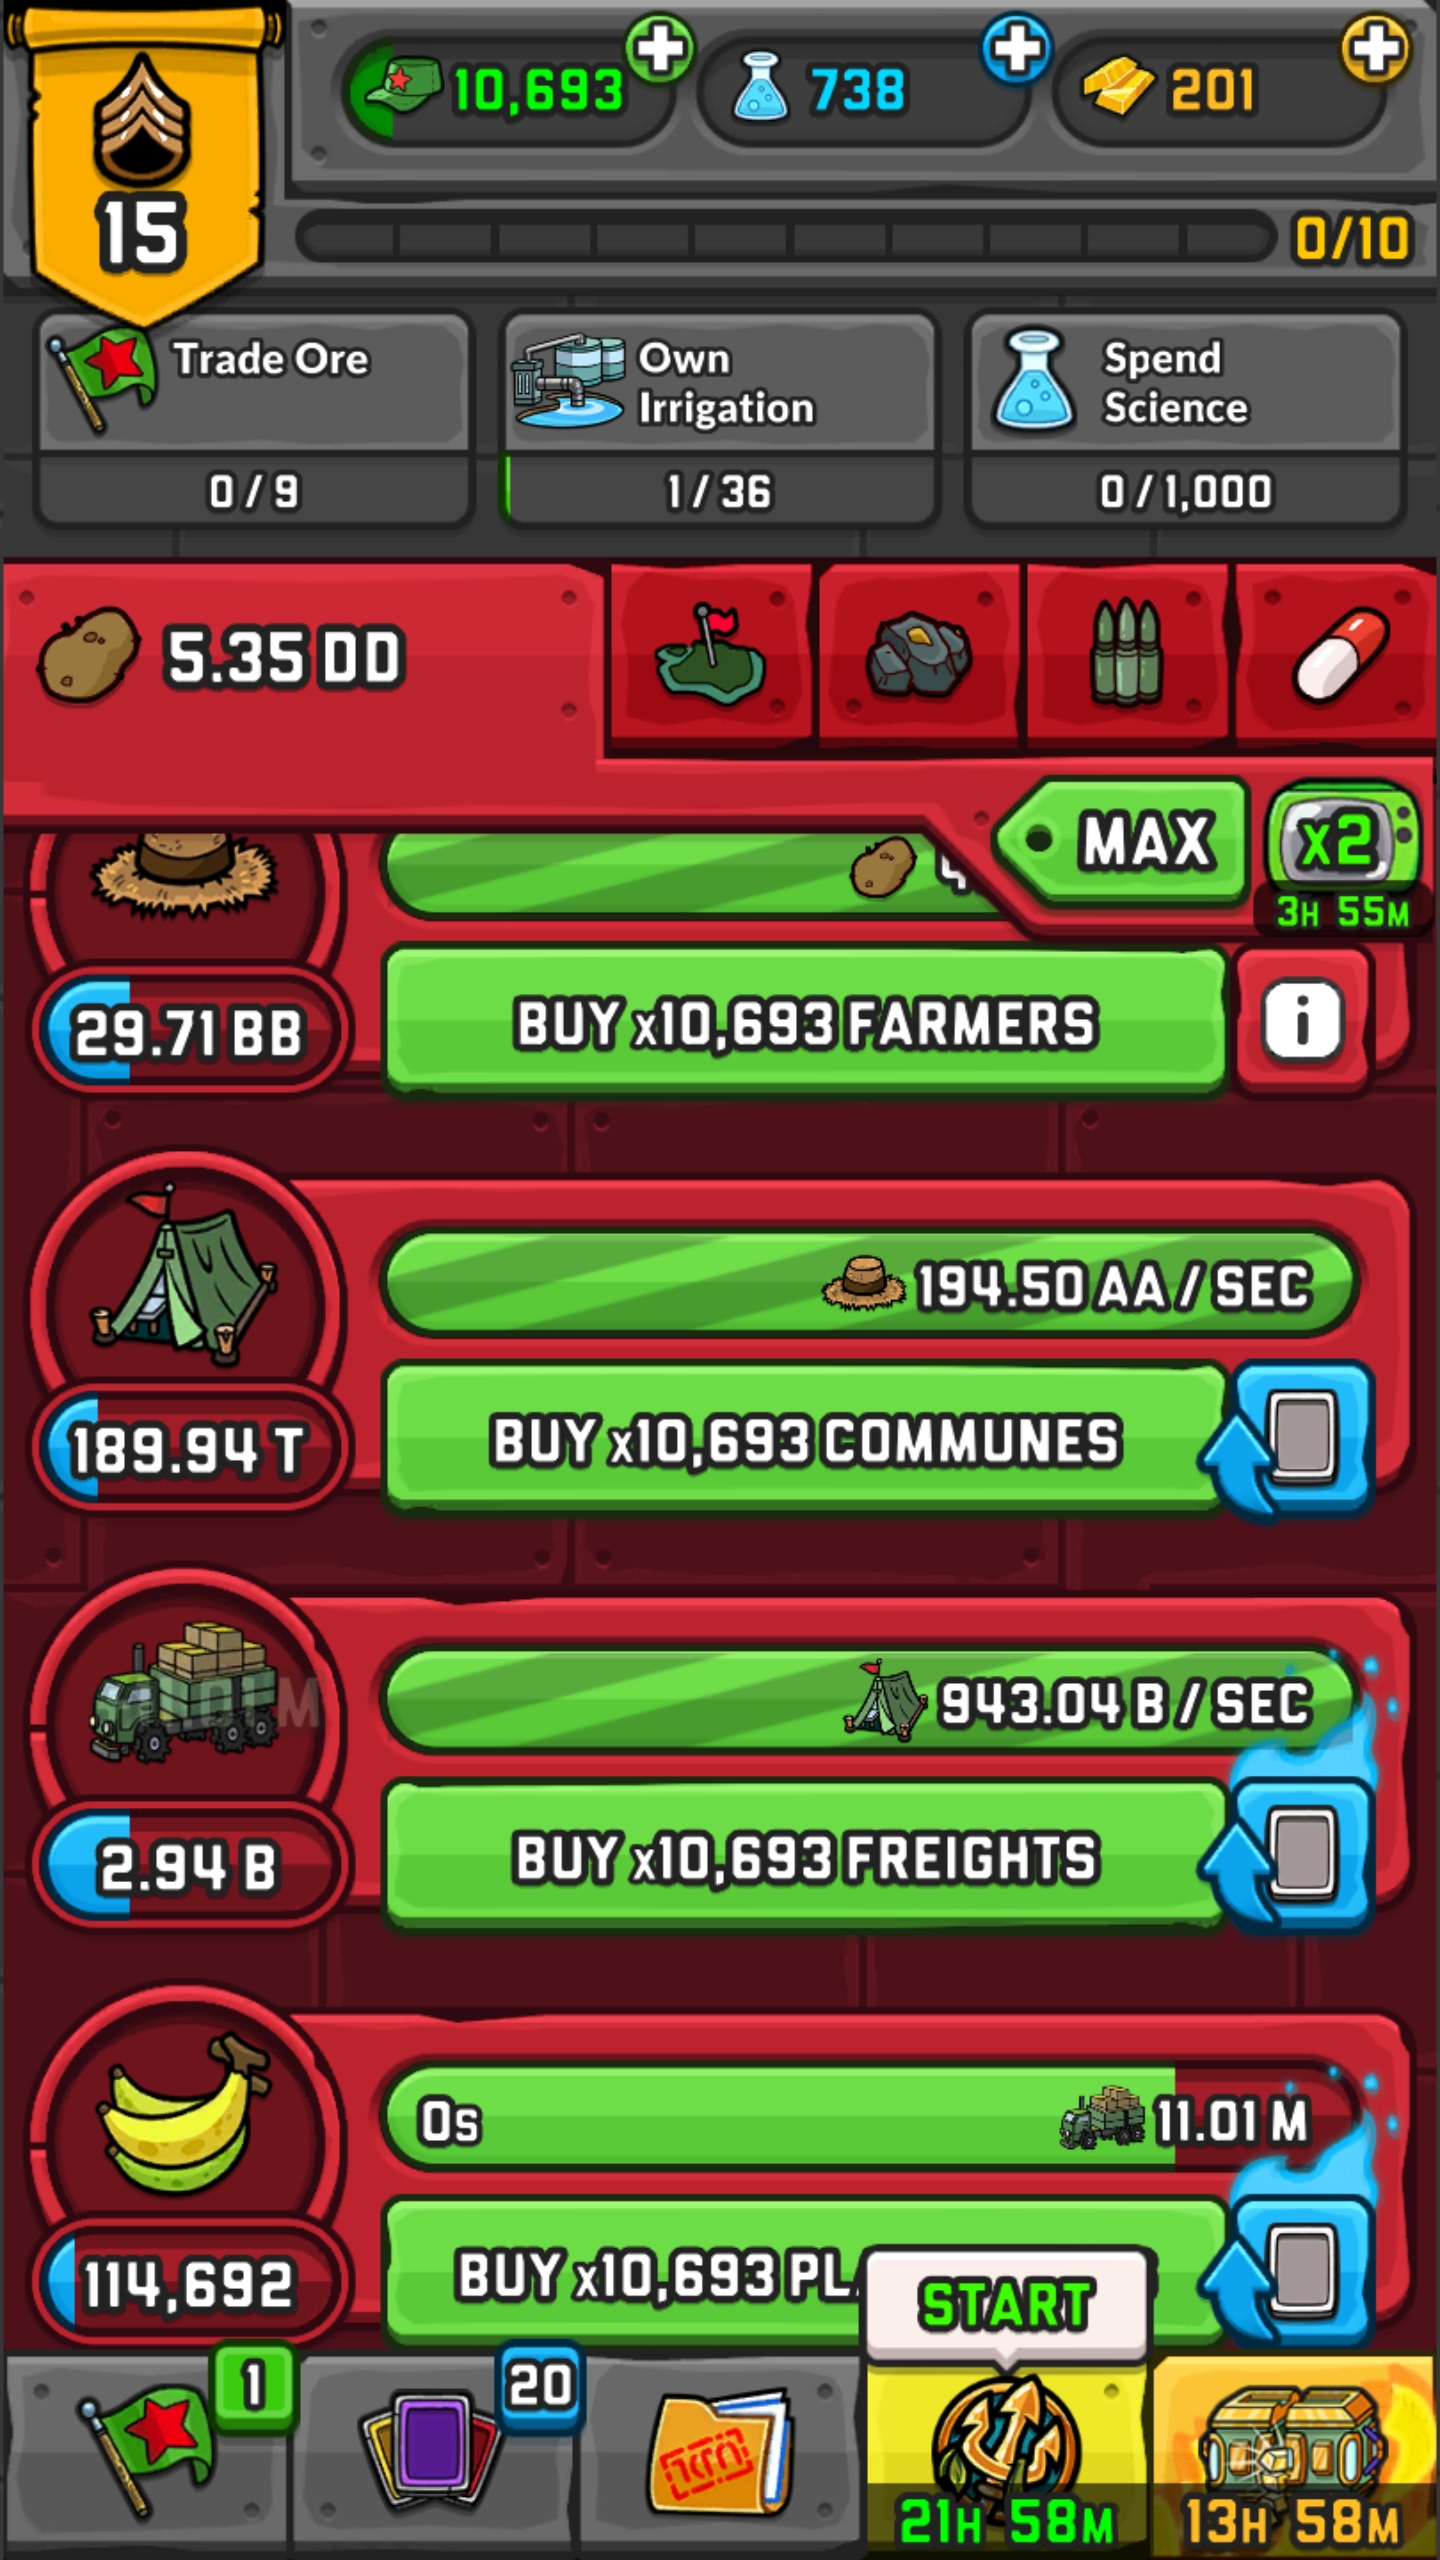 10,693
738
201
15
0/10
Trade Ore
0 / 9
Own
Irrigation
1 / 36
Spend
Science
0 / 1,000
5.35 DD
MAX
x2
3H 55M
29.71 BB
BUY x10,693 FARMERS
i
194.50 AA / SEC
189.94 T
BUY x10,693 COMMUNES
943.04 B / SEC
2.94 B
BUY x10,693 FREIGHTS
0s
11.01 M
114,692
BUY x10,693
START
1
20
21H 58M
13H 58M